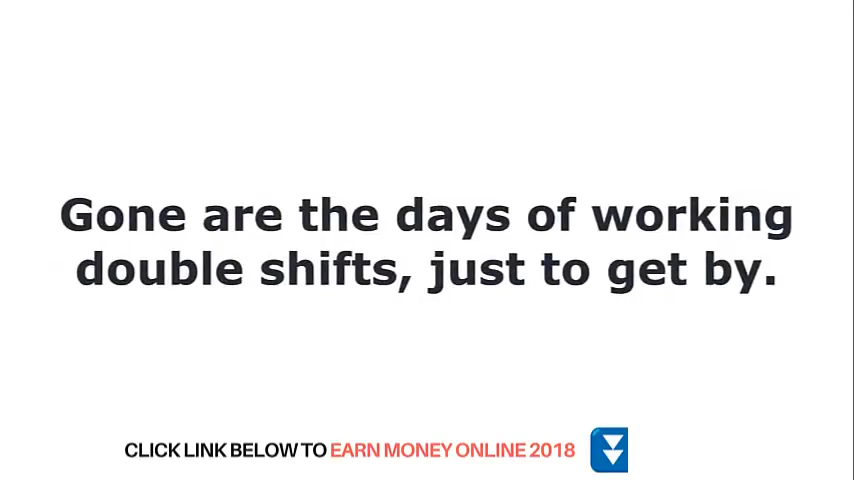 Gone are the days of working
double shifts, just to get by.
CLICK LINK BELOW TO EARN MONEY ONLINE 2018